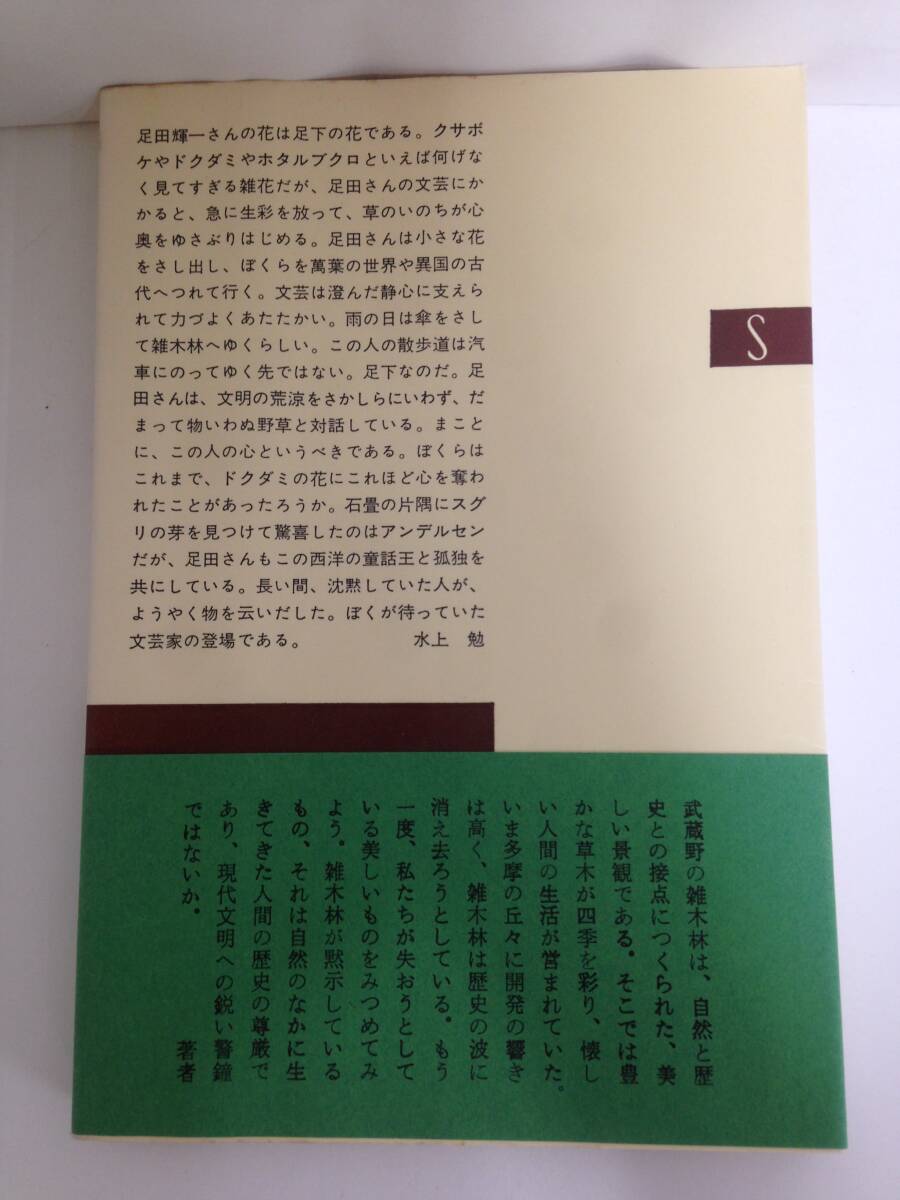 足田輝一さんの花は足下の花である。クサボ
ケやドクダミやホタルブクロといえば何げな
く見てすぎる雑花だが、足田さんの文芸にか
かると、急に生彩を放って、草のいのちが心
奥をゆさぶりはじめる。足田さんは小さな花
をさし出し、ぼくらを萬葉の世界や異国の古
代へつれて行く。文芸は澄んだ静心に支えら
れて力づよくあたたかい。雨の日は傘をさし
て雑木林へゆくらしい。この人の散歩道は汽
車にのってゆく先ではない。足下なのだ。足
田さんは、文明の荒涼をさかしらにいわず、だ
まって物いわぬ野草と対話している。まこと
に、この人の心というべきである。ぼくらは
これまで、ドクダミの花にこれほど心を奪わ
れたことがあったろうか。石畳の片隅にスグ
リの芽を見つけて驚喜したのはアンデルセン
だが、足田さんもこの西洋の童話王と孤独を
共にしている。長い間、沈黙していた人が、
ようやく物を云いだした。ぼくが待っていた
文芸家の登場である。 水上 勉
S
武蔵野の雑木林は、自然と歴
史との接点につくられた、美
しい景観である。そこでは豊
かな草木が四季を彩り、懐し
い人間の生活が営まれていた。
いま多摩の丘々に開発の響き
は高く、雑木林は歴史の波に
消え去ろうとしている。もう
一度、私たちが失おうとして
いる美しいものをみつめてみ
よう。雑木林が黙示している
もの、それは自然のなかに生
きてきた人間の歴史の尊厳で
あり、現代文明への鋭い警鐘
ではないか。 著者